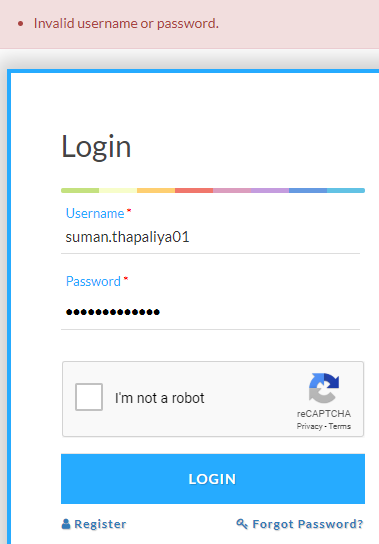 Invalid username or password.
Login
Username *
suman.thapaliya01
Password *
•••••••••••••
I'm not a robot
reCAPTCHA
Privacy - Terms
LOGIN
Register
Forgot Password?